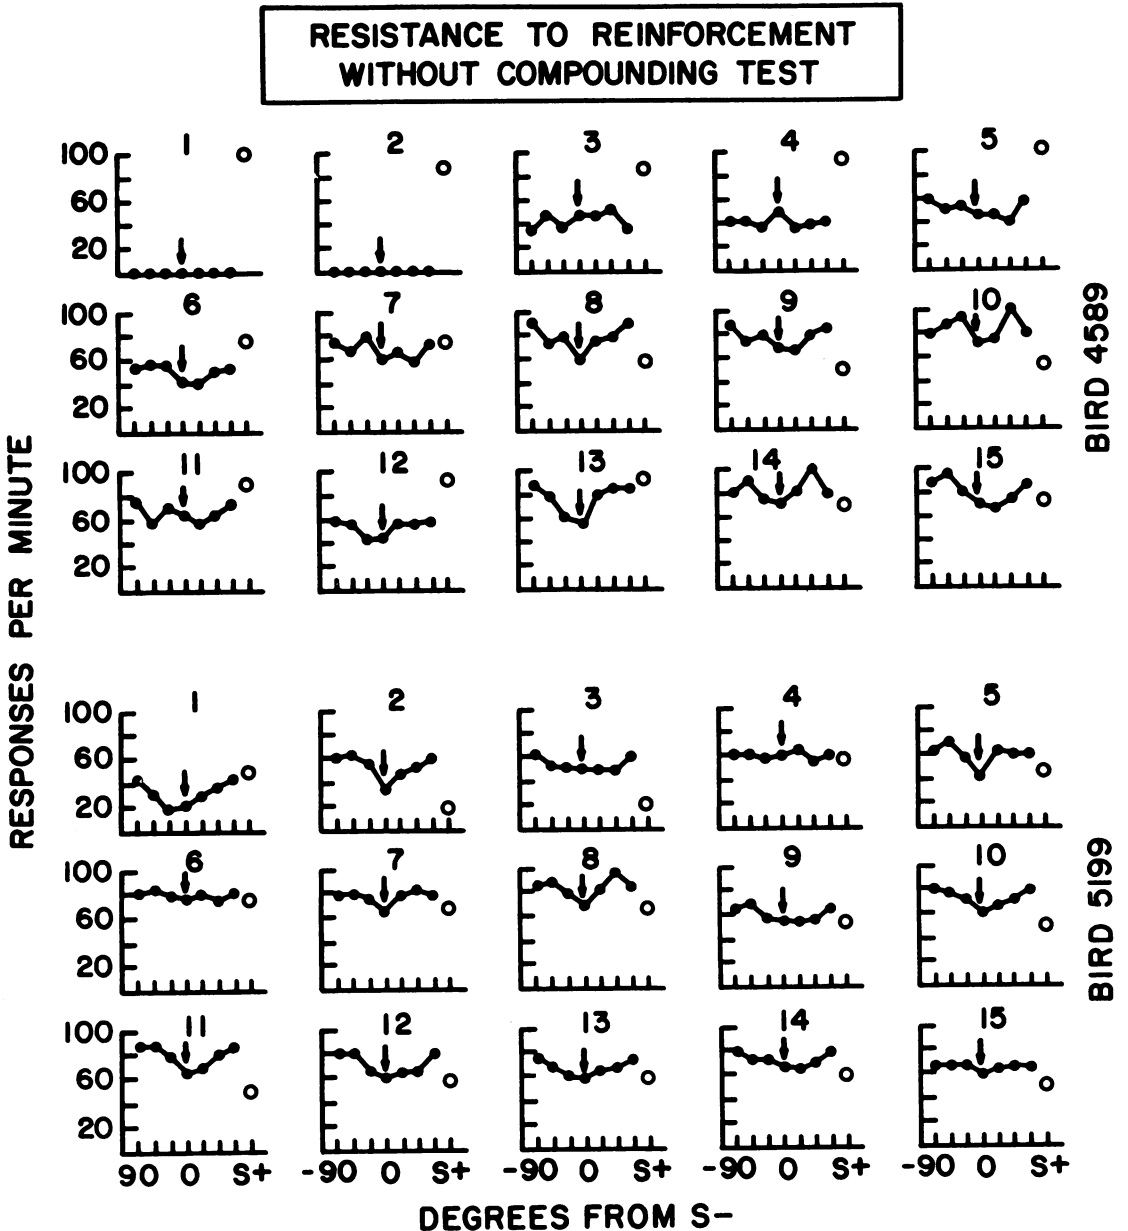 RESISTANCE TO REINFORCEMENT
WITHOUT COMPOUNDING TEST
1 2 3 4 5
100
60
20
6 7 8 9 10
100
60
20
11 12 13 14 15
100
60
20
BIRD 4589
RESPONSES PER MINUTE
1 2 3 4 5
100
60
20
6 7 8 9 10
100
60
20
11 12 13 14 15
100
60
20
BIRD 5199
90 0 S+ -90 0 S+ -90 0 S+ -90 0 S+ -90 0 S+
DEGREES FROM S-